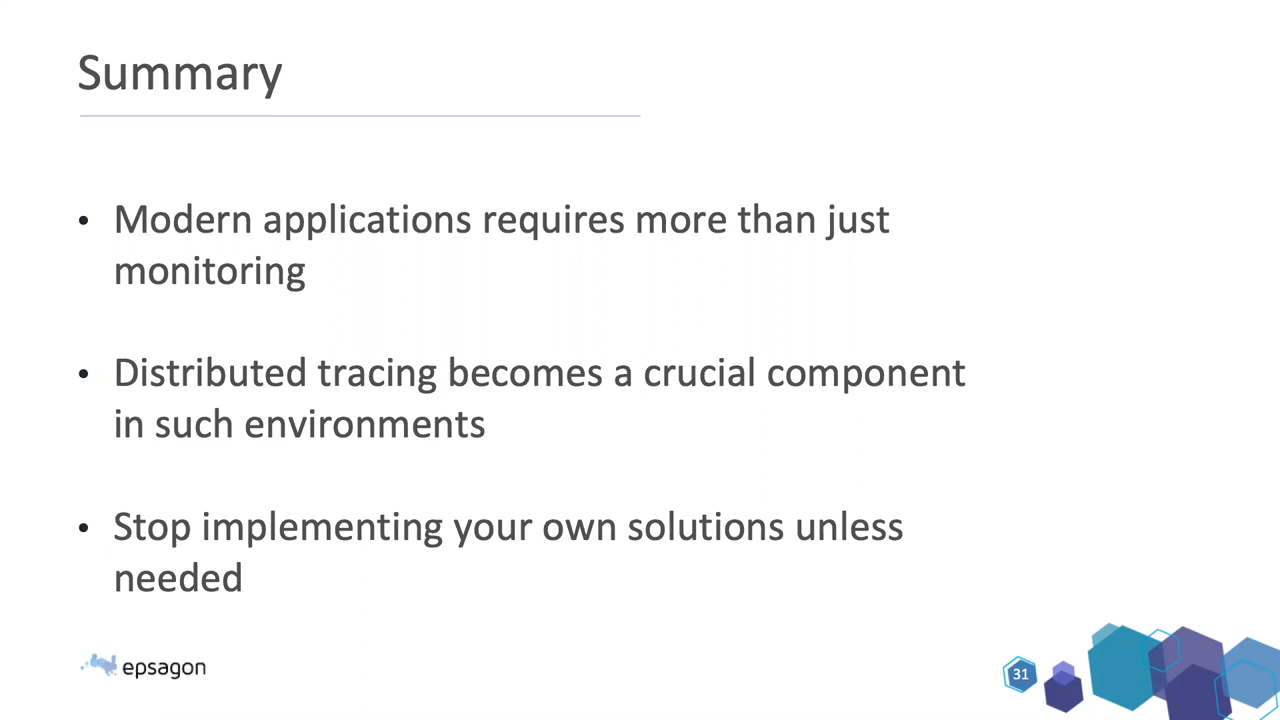 Summary
• Modern applications requires more than just
monitoring
• Distributed tracing becomes a crucial component
in such environments
• Stop implementing your own solutions unless
needed
epsagon
31